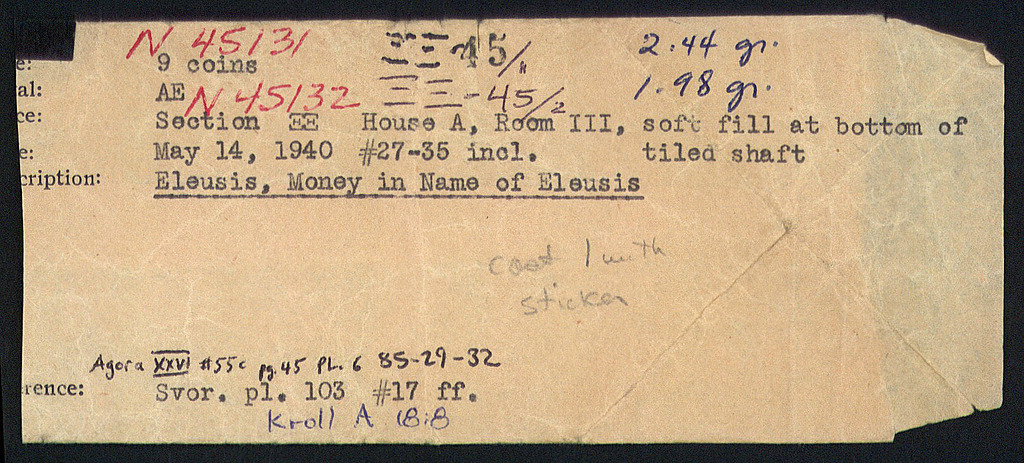 N 45131 ΞΞ-45/1 2.44 gr.
e: 9 coins
al: AE N 45132 ΞΞ-45/2 1.98 gr.
ce: Section ΞΞ House A, Room III, soft fill at bottom of
e: May 14, 1940 #27-35 incl. tiled shaft
cription: Eleusis, Money in Name of Eleusis
cast 1 with
sticker
Agora XXVI #55c pg. 45 PL. 6 85-29-32
rence: Svor. pl. 103 #17 ff.
Kroll A 18:8